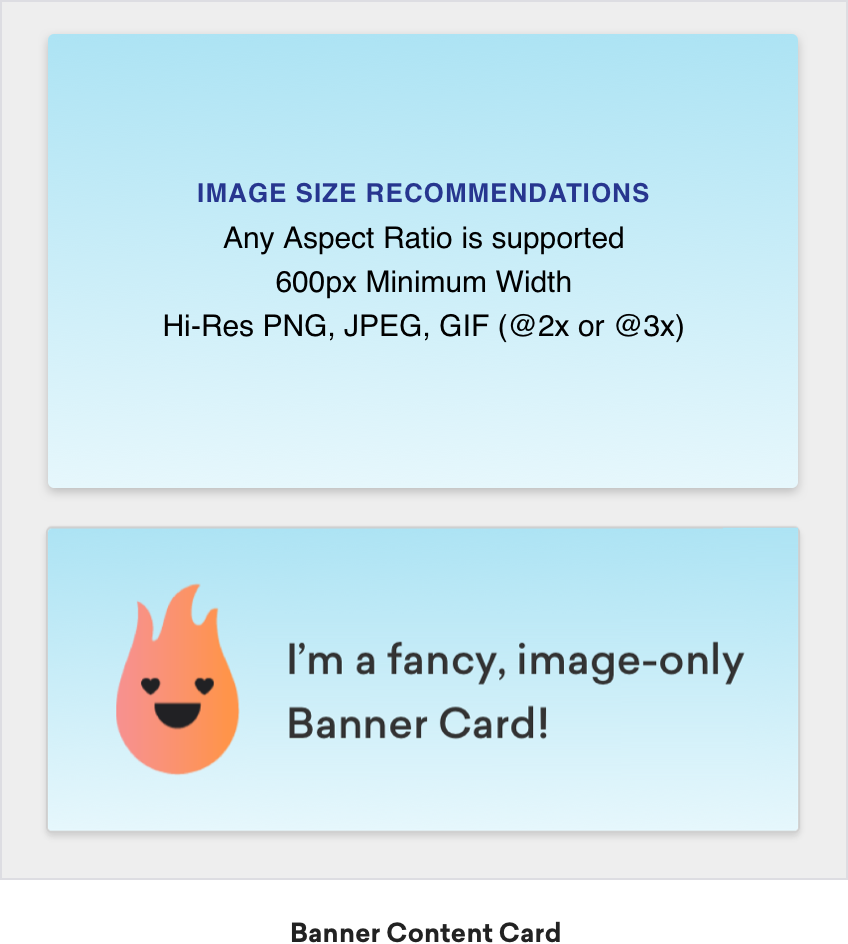 IMAGE SIZE RECOMMENDATIONS
Any Aspect Ratio is supported
600px Minimum Width
Hi-Res PNG, JPEG, GIF (@2x or @3x)
I’m a fancy, image-only
Banner Card!
Banner Content Card